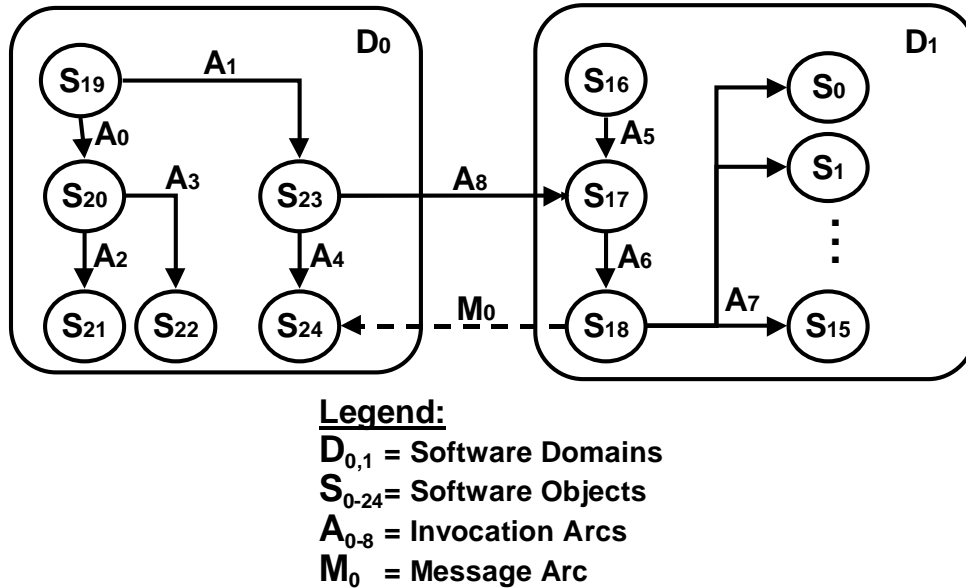 D0
D1
S19
A1
S16
S0
A0
A5
S1
S20
A3
S23
A8
S17
A2
A4
A6
S21
S22
S24
M0
S18
A7
S15
Legend:
D0,1 = Software Domains
S0-24= Software Objects
A0-8 = Invocation Arcs
M0 = Message Arc